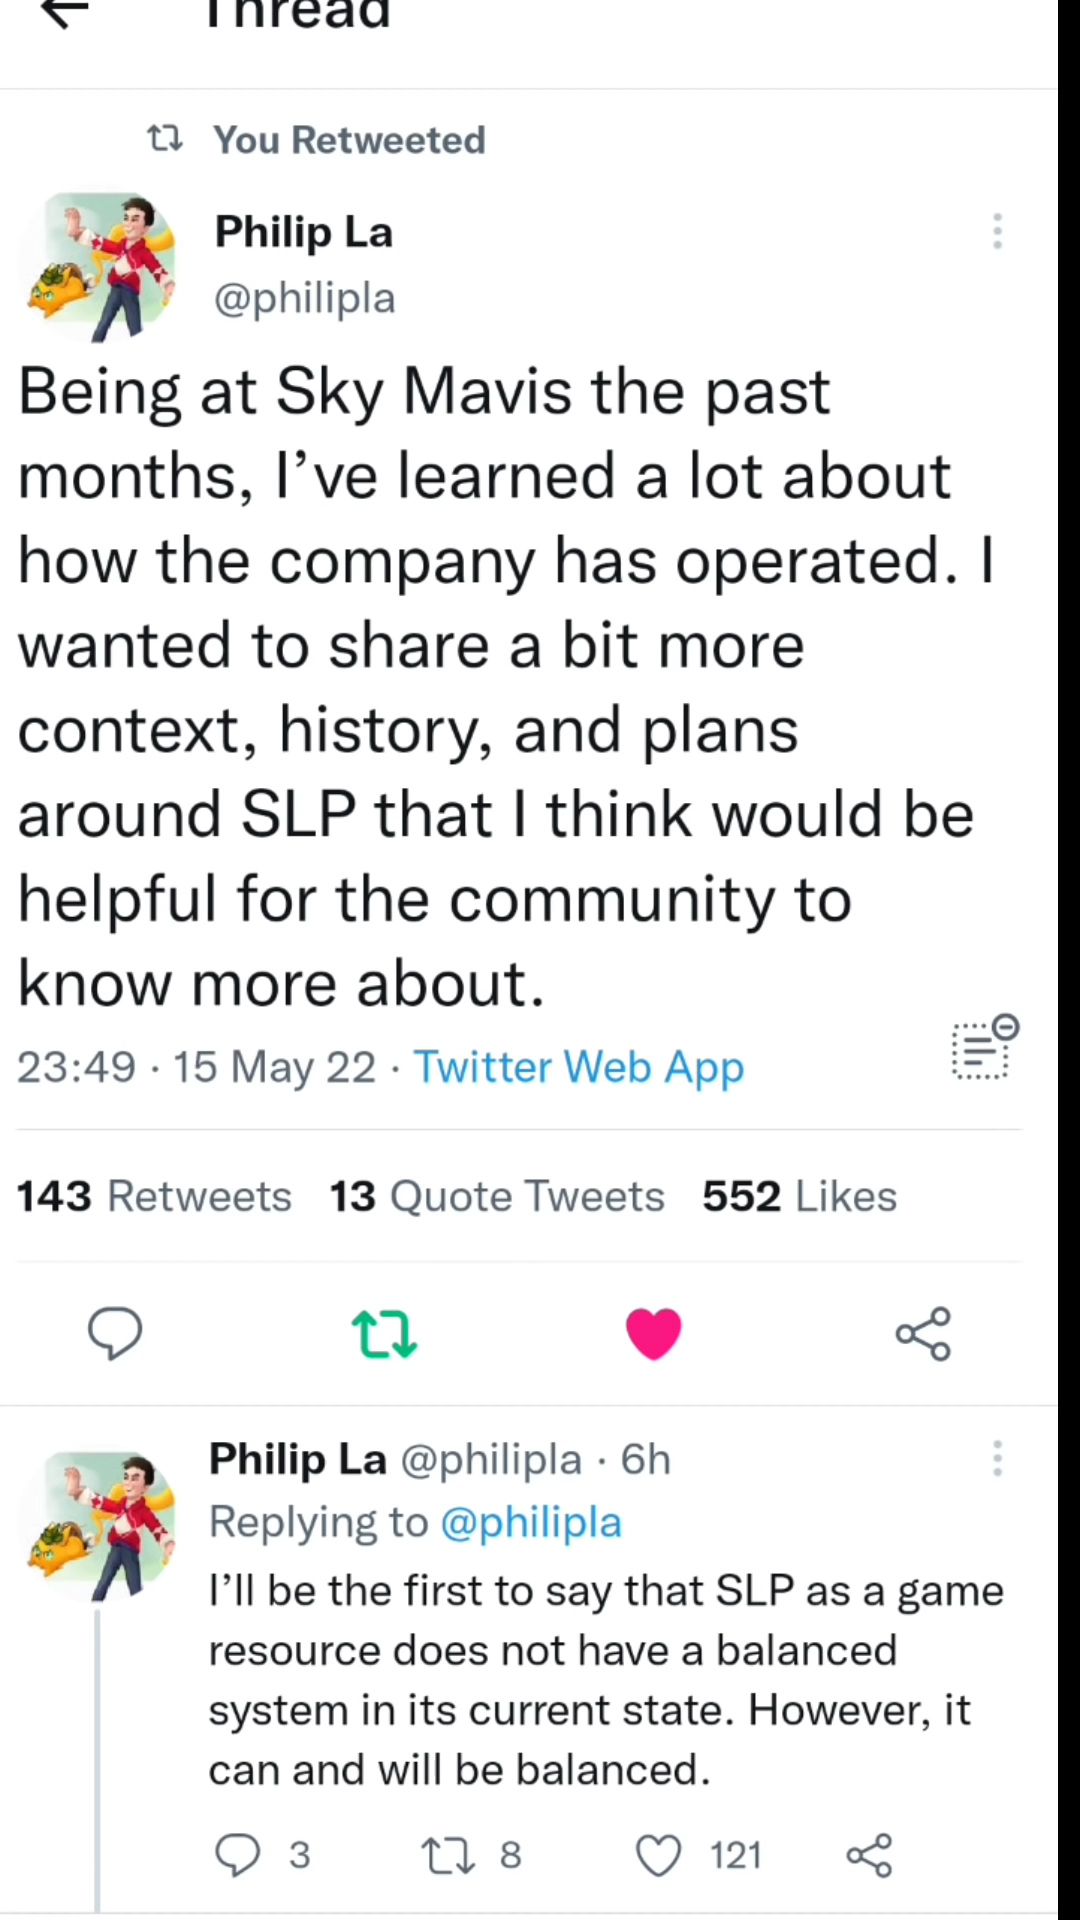 Thread
You Retweeted
Philip La
@philipla
Being at Sky Mavis the past
months, I’ve learned a lot about
how the company has operated. I
wanted to share a bit more
context, history, and plans
around SLP that I think would be
helpful for the community to
know more about.
23:49 · 15 May 22 · Twitter Web App
143 Retweets 13 Quote Tweets 552 Likes
Philip La @philipla · 6h
Replying to @philipla
I’ll be the first to say that SLP as a game
resource does not have a balanced
system in its current state. However, it
can and will be balanced.
3 8 121